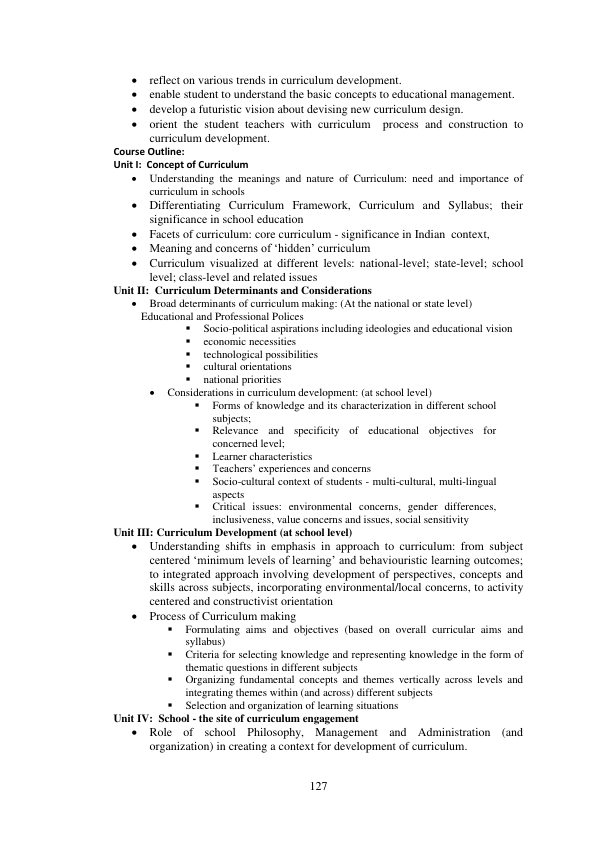 • reflect on various trends in curriculum development.
• enable student to understand the basic concepts to educational management.
• develop a futuristic vision about devising new curriculum design.
• orient the student teachers with curriculum process and construction to
curriculum development.
Course Outline:
Unit I: Concept of Curriculum
• Understanding the meanings and nature of Curriculum: need and importance of
curriculum in schools
• Differentiating Curriculum Framework, Curriculum and Syllabus; their
significance in school education
• Facets of curriculum: core curriculum - significance in Indian context,
• Meaning and concerns of ‘hidden’ curriculum
• Curriculum visualized at different levels: national-level; state-level; school
level; class-level and related issues
Unit II: Curriculum Determinants and Considerations
• Broad determinants of curriculum making: (At the national or state level)
Educational and Professional Polices
▪ Socio-political aspirations including ideologies and educational vision
▪ economic necessities
▪ technological possibilities
▪ cultural orientations
▪ national priorities
• Considerations in curriculum development: (at school level)
▪ Forms of knowledge and its characterization in different school
subjects;
▪ Relevance and specificity of educational objectives for
concerned level;
▪ Learner characteristics
▪ Teachers’ experiences and concerns
▪ Socio-cultural context of students - multi-cultural, multi-lingual
aspects
▪ Critical issues: environmental concerns, gender differences,
inclusiveness, value concerns and issues, social sensitivity
Unit III: Curriculum Development (at school level)
• Understanding shifts in emphasis in approach to curriculum: from subject
centered ‘minimum levels of learning’ and behaviouristic learning outcomes;
to integrated approach involving development of perspectives, concepts and
skills across subjects, incorporating environmental/local concerns, to activity
centered and constructivist orientation
• Process of Curriculum making
▪ Formulating aims and objectives (based on overall curricular aims and
syllabus)
▪ Criteria for selecting knowledge and representing knowledge in the form of
thematic questions in different subjects
▪ Organizing fundamental concepts and themes vertically across levels and
integrating themes within (and across) different subjects
▪ Selection and organization of learning situations
Unit IV: School - the site of curriculum engagement
• Role of school Philosophy, Management and Administration (and
organization) in creating a context for development of curriculum.
127